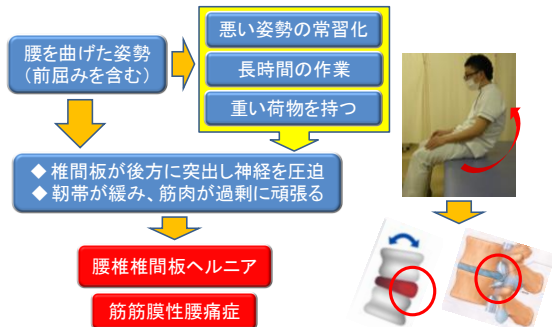 腰を曲げた姿勢
（前屈みを含む）
悪い姿勢の常習化
長時間の作業
重い荷物を持つ
◆ 椎間板が後方に突出し神経を圧迫
◆ 靭帯が緩み、筋肉が過剰に頑張る
腰椎椎間板ヘルニア
筋筋膜性腰痛症